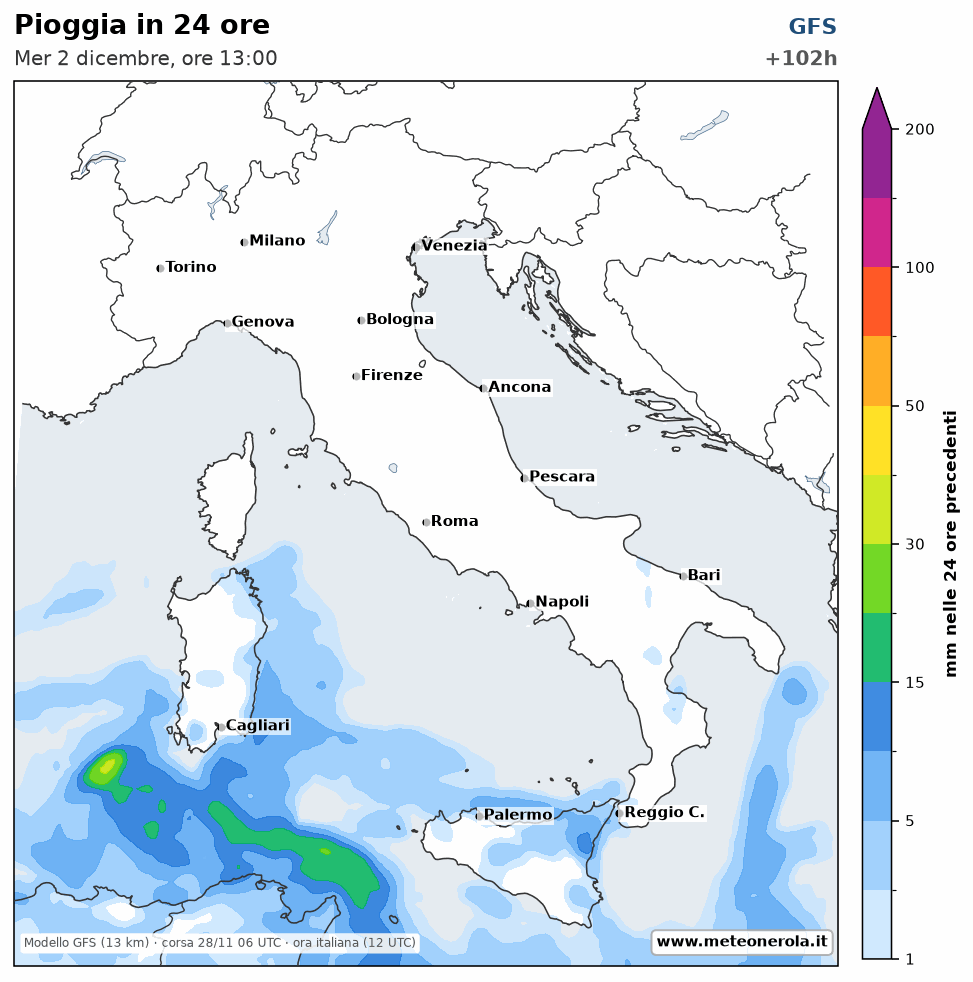 Pioggia in 24 ore
GFS
Mer 2 dicembre, ore 13:00
+102h
200
100
50
30
15
5
1
mm nelle 24 ore precedenti
Milano
Venezia
Torino
Genova
Bologna
Firenze
Ancona
Pescara
Roma
Bari
Napoli
Cagliari
Palermo
Reggio C.
Modello GFS (13 km) · corsa 28/11 06 UTC · ora italiana (12 UTC)
www.meteonerola.it